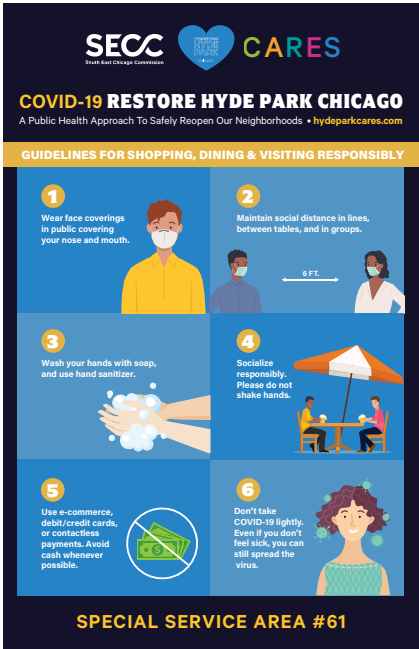 SECC
South East Chicago Commission
HYDE
PARK
CARES
COVID-19 RESTORE HYDE PARK CHICAGO
A Public Health Approach To Safely Reopen Our Neighborhoods • hydeparkcares.com
GUIDELINES FOR SHOPPING, DINING & VISITING RESPONSIBLY
1
Wear face coverings
in public covering
your nose and mouth.
2
Maintain social distance in lines,
between tables, and in groups.
6 FT.
3
Wash your hands with soap,
and use hand sanitizer.
4
Socialize
responsibly.
Please do not
shake hands.
5
Use e-commerce,
debit/credit cards,
or contactless
payments. Avoid
cash whenever
possible.
$
6
Don't take
COVID-19 lightly.
Even if you don't
feel sick, you can
still spread the
virus.
SPECIAL SERVICE AREA #61